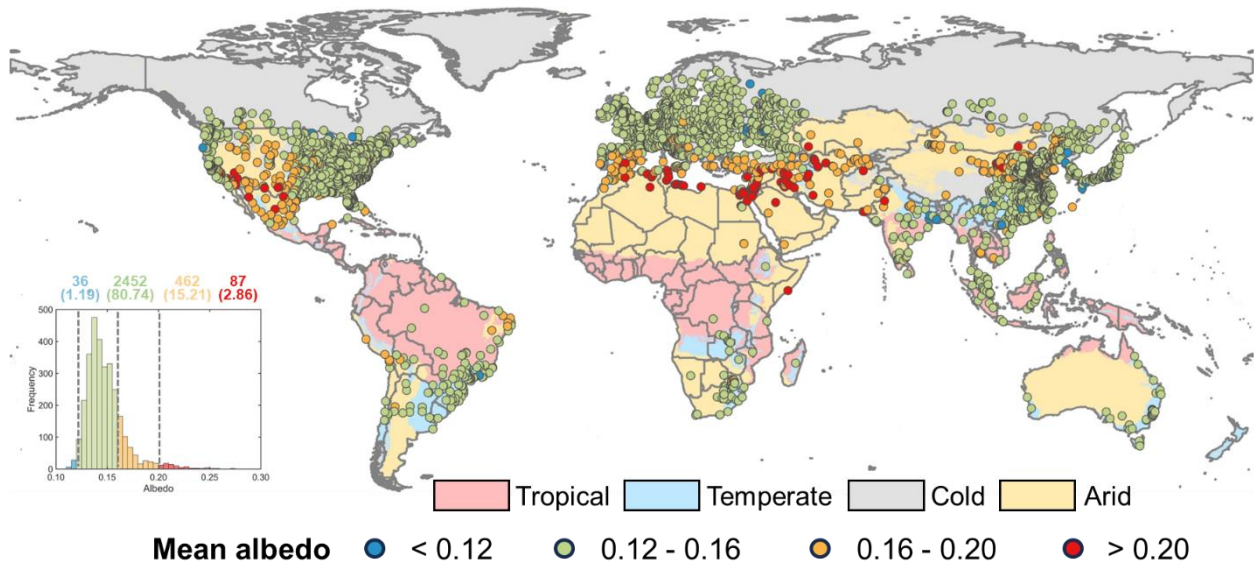 36 2452 462 87
(1.19) (80.74) (15.21) (2.86)
500
400
300
200
100
0
Frequency
0.10 0.15 0.20 0.25 0.30
Albedo
Tropical Temperate Cold Arid
Mean albedo < 0.12 0.12 - 0.16 0.16 - 0.20 > 0.20